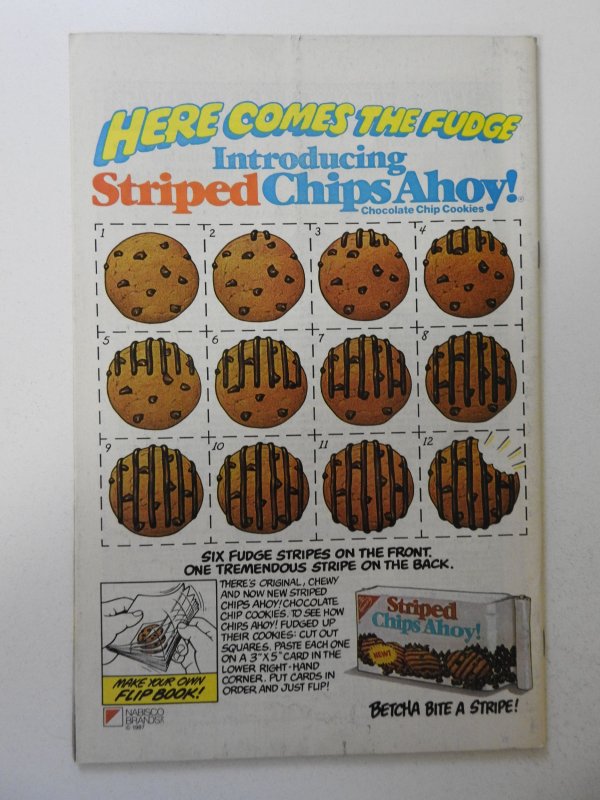 HERE COMES THE FUDGE
Introducing
Striped Chips Ahoy!®
Chocolate Chip Cookies
1 2 3 4
5 6 7 8
9 10 11 12
SIX FUDGE STRIPES ON THE FRONT.
ONE TREMENDOUS STRIPE ON THE BACK.
THERE'S ORIGINAL, CHEWY
AND NOW NEW STRIPED
CHIPS AHOY! CHOCOLATE
CHIP COOKIES. TO SEE HOW
CHIPS AHOY! FUDGED UP
THEIR COOKIES: CUT OUT
SQUARES. PASTE EACH ONE
ON A 3"X 5" CARD IN THE
LOWER RIGHT-HAND
CORNER. PUT CARDS IN
ORDER AND JUST FLIP!
MAKE YOUR OWN
FLIP BOOK!
Striped
Chips Ahoy!
NEW!
BETCHA BITE A STRIPE!
NABISCO
BRANDS
© 1987